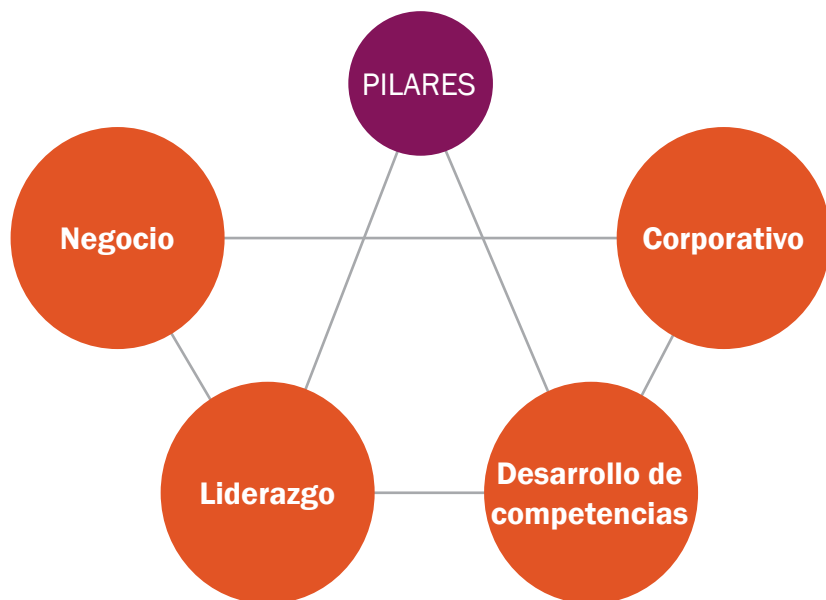 PILARES
Negocio
Corporativo
Liderazgo
Desarrollo de
competencias